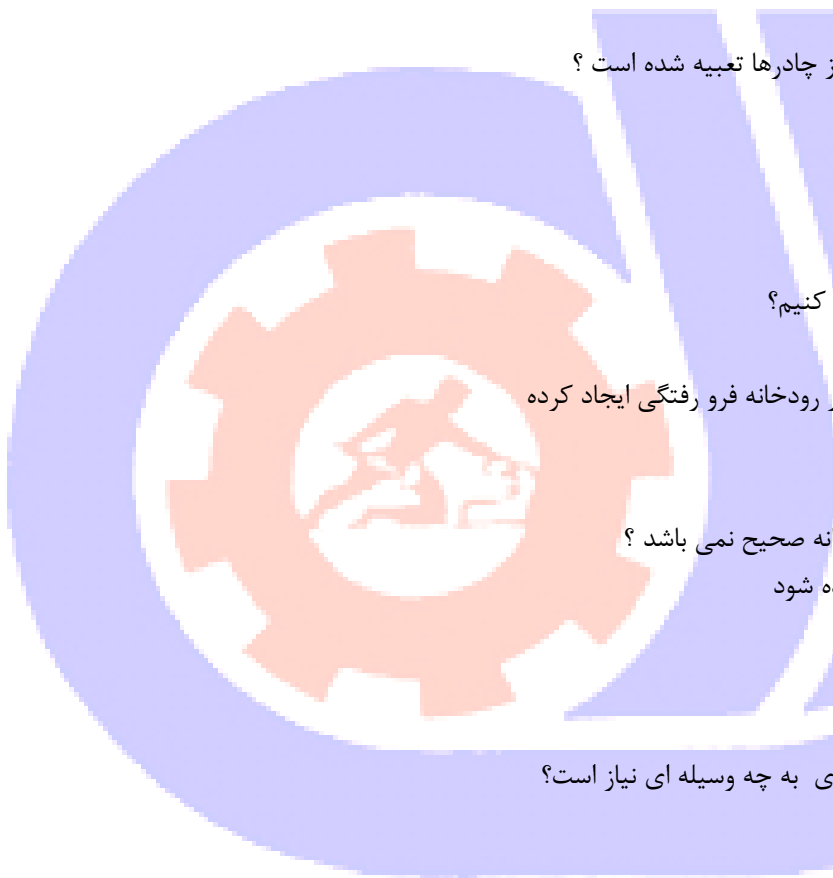 از چادرها تعبیه شده است ؟
کنیم؟
رودخانه فرو رفتگی ایجاد کرده
صحیح نمی باشد ؟
شود
به چه وسیله ای نیاز است؟